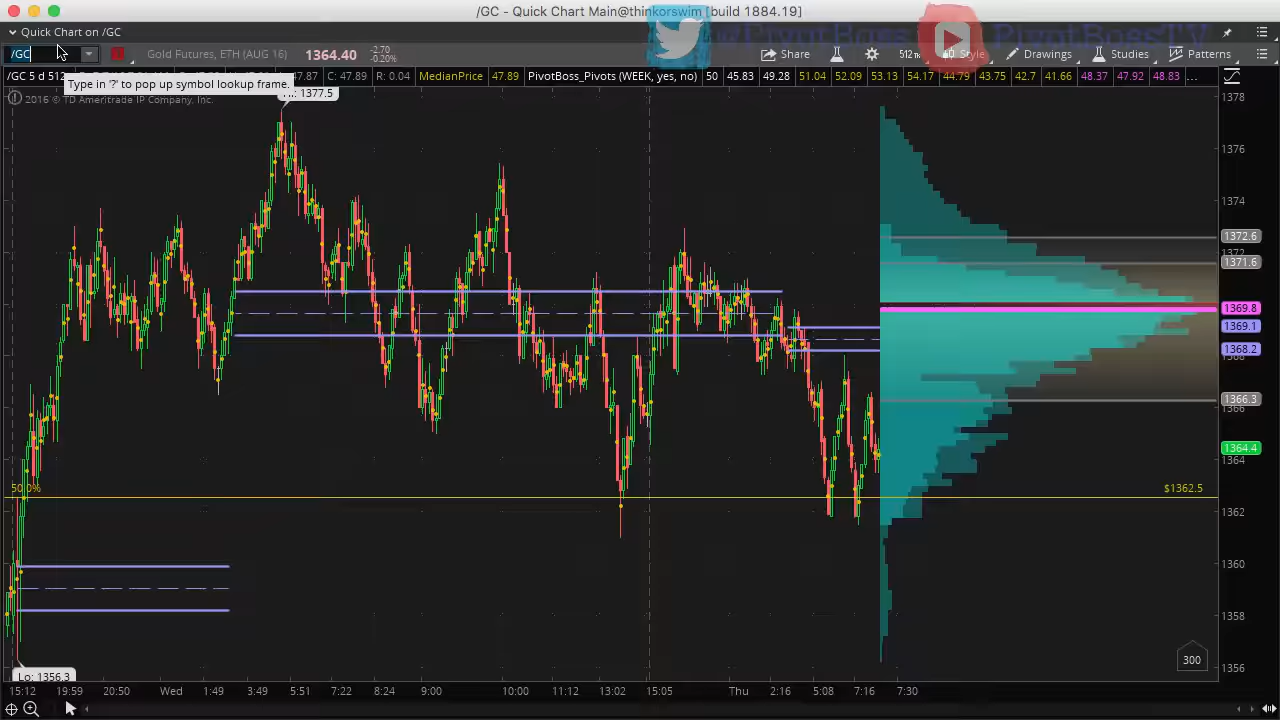 /GC - Quick Chart Main@thinkorswim [build 1884.19]
Quick Chart on /GC
PivotBoss PivotBossTV
/GC Gold Futures, ETH (AUG 16) 1364.40 -2.70 -0.20% Share Style Drawings Studies Patterns
/GC 5 d 512 47.87 C: 47.89 R: 0.04 MedianPrice 47.89 PivotBoss_Pivots (WEEK, yes, no) 50 45.83 49.28 51.04 52.09 53.13 54.17 44.79 43.75 42.7 41.66 48.37 47.92 48.83 ...
Type in '?' to pop up symbol lookup frame.
2016 © TD Ameritrade IP Company, Inc.
1377.5
1378
1376
1374
1372.6
1372
1371.6
1369.8
1369.1
1368.2
1366.3
1366
1364.4
1364
50.0%
$1362.5
1362
1360
1358
Lo: 1356.3
300
1356
15:12 19:59 20:50 Wed 1:49 3:49 5:51 7:22 8:24 9:00 10:00 11:12 13:02 15:05 Thu 2:16 5:08 7:16 7:30